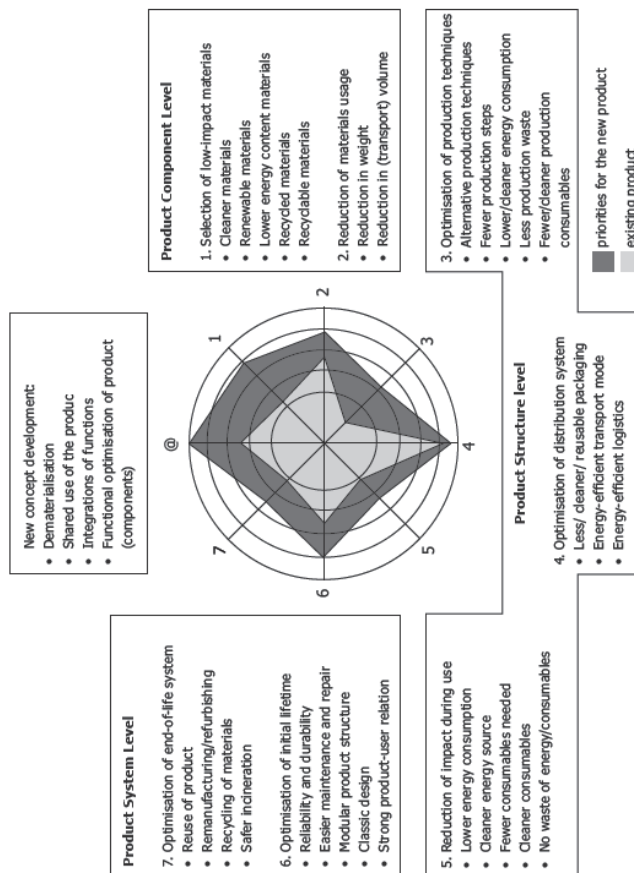 New concept development:
• Dematerialisation
• Shared use of the produc
• Integrations of functions
• Functional optimisation of product
(components)
Product System Level
7. Optimisation of end-of-life system
• Reuse of product
• Remanufacturing/refurbishing
• Recycling of materials
• Safer incineration
6. Optimisation of initial lifetime
• Reliability and durability
• Easier maintenance and repair
• Modular product structure
• Classic design
• Strong product-user relation
@
7
1
6
2
5
3
4
Product Component Level
1. Selection of low-impact materials
• Cleaner materials
• Renewable materials
• Lower energy content materials
• Recycled materials
• Recyclable materials
2. Reduction of materials usage
• Reduction in weight
• Reduction in (transport) volume
5. Reduction of impact during use
• Lower energy consumption
• Cleaner energy source
• Fewer consumables needed
• Cleaner consumables
• No waste of energy/consumables
Product Structure level
4. Optimisation of distribution system
• Less/ cleaner/ reusable packaging
• Energy-efficient transport mode
• Energy-efficient logistics
3. Optimisation of production techniques
• Alternative production techniques
• Fewer production steps
• Lower/cleaner energy consumption
• Less production waste
• Fewer/cleaner production
consumables
priorities for the new product
existing product